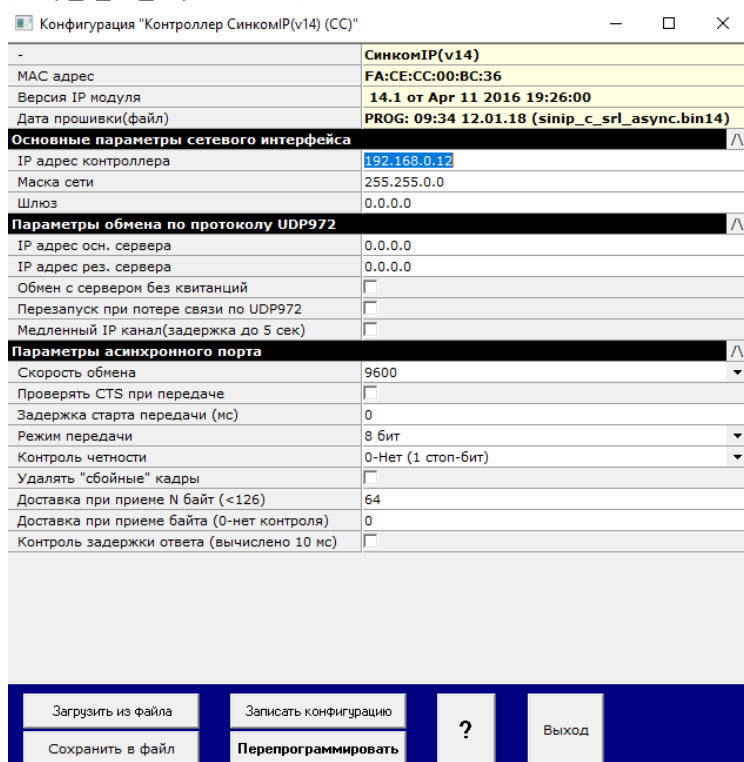 Конфигурация "Контроллер СинкомIP(v14) (CC)"
- СинкомIP(v14)
MAC адрес FA:CE:CC:00:BC:36
Версия IP модуля 14.1 от Apr 11 2016 19:26:00
Дата прошивки(файл) PROG: 09:34 12.01.18 (sinip_c_srl_async.bin14)
Основные параметры сетевого интерфейса /\
IP адрес контроллера 192.168.0.12
Маска сети 255.255.0.0
Шлюз 0.0.0.0
Параметры обмена по протоколу UDP972 /\
IP адрес осн. сервера 0.0.0.0
IP адрес рез. сервера 0.0.0.0
Обмен с сервером без квитанций
Перезапуск при потере связи по UDP972
Медленный IP канал(задержка до 5 сек)
Параметры асинхронного порта /\
Скорость обмена 9600
Проверять CTS при передаче
Задержка старта передачи (мс) 0
Режим передачи 8 бит
Контроль четности 0-Нет (1 стоп-бит)
Удалять "сбойные" кадры
Доставка при приеме N байт (<126) 64
Доставка при приеме байта (0-нет контроля) 0
Контроль задержки ответа (вычислено 10 мс)
Загрузить из файла Записать конфигурацию ? Выход
Сохранить в файл Перепрограммировать